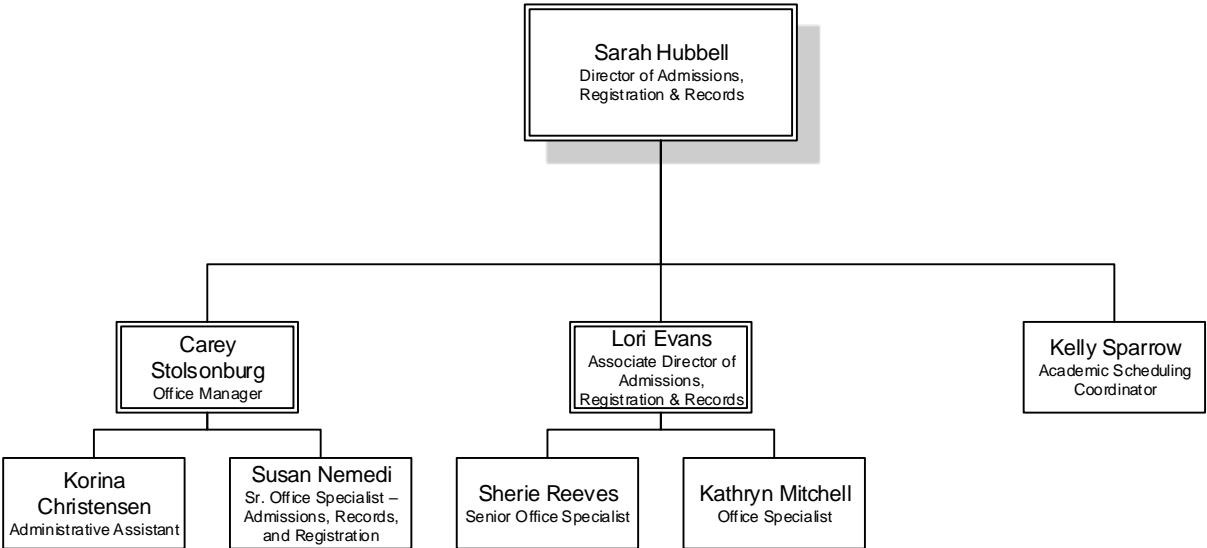 Sarah Hubbell
Director of Admissions,
Registration & Records
Carey
Stolsonburg
Office Manager
Lori Evans
Associate Director of
Admissions,
Registration & Records
Kelly Sparrow
Academic Scheduling
Coordinator
Korina
Christensen
Administrative Assistant
Susan Nemedi
Sr. Office Specialist –
Admissions, Records,
and Registration
Sherie Reeves
Senior Office Specialist
Kathryn Mitchell
Office Specialist